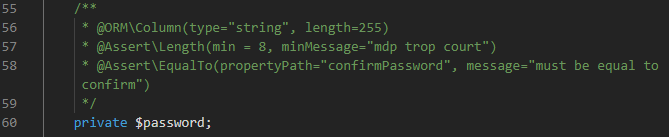 55 /**
56 * @ORM\Column(type="string", length=255)
57 * @Assert\Length(min = 8, minMessage="mdp trop court")
58 * @Assert\EqualTo(propertyPath="confirmPassword", message="must be equal to
confirm")
59 */
60 private $password;